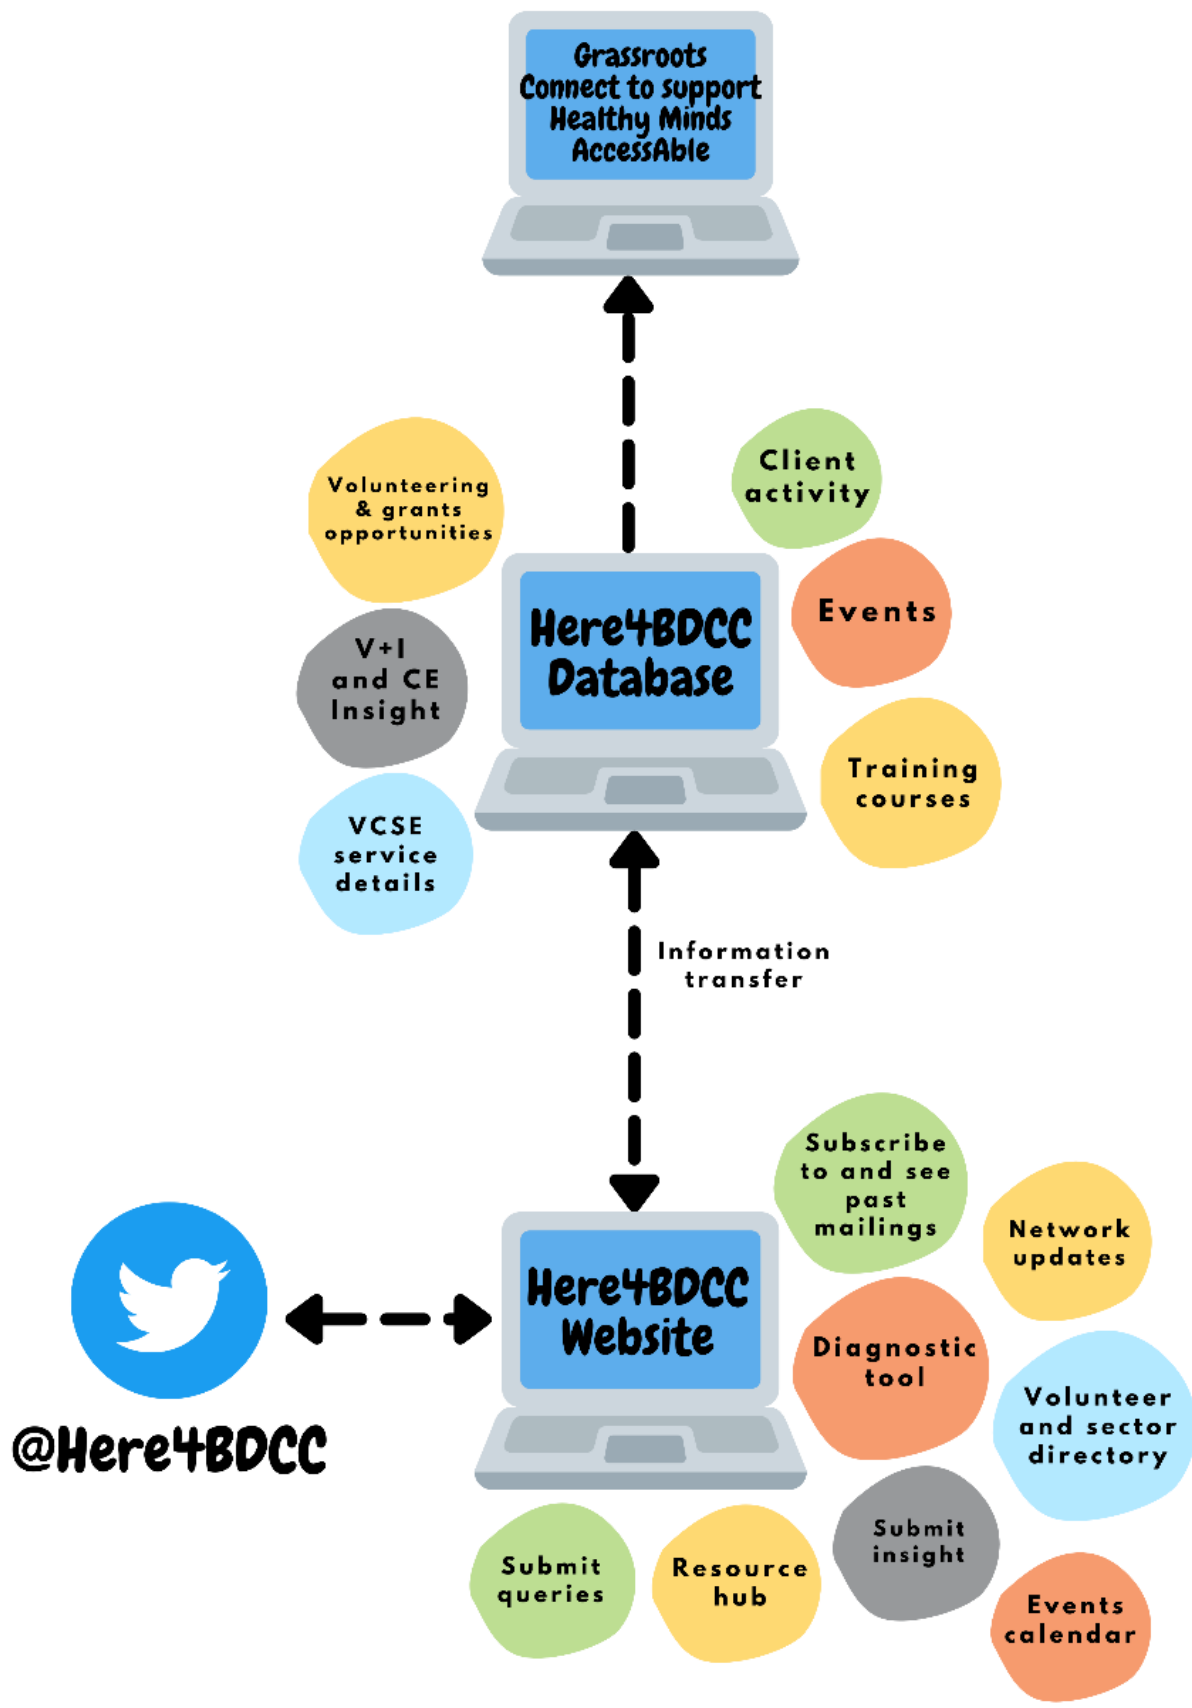 Grassroots
Connect to support
Healthy Minds
AccessAble
Volunteering
& grants
opportunities
Client
activity
Events
Here4BDCC
Database
V+I
and CE
Insight
Training
courses
VCSE
service
details
Information
transfer
Subscribe
to and see
past
mailings
Network
updates
Here4BDCC
Website
Diagnostic
tool
Volunteer
and sector
directory
@Here4BDCC
Submit
queries
Resource
hub
Submit
insight
Events
calendar